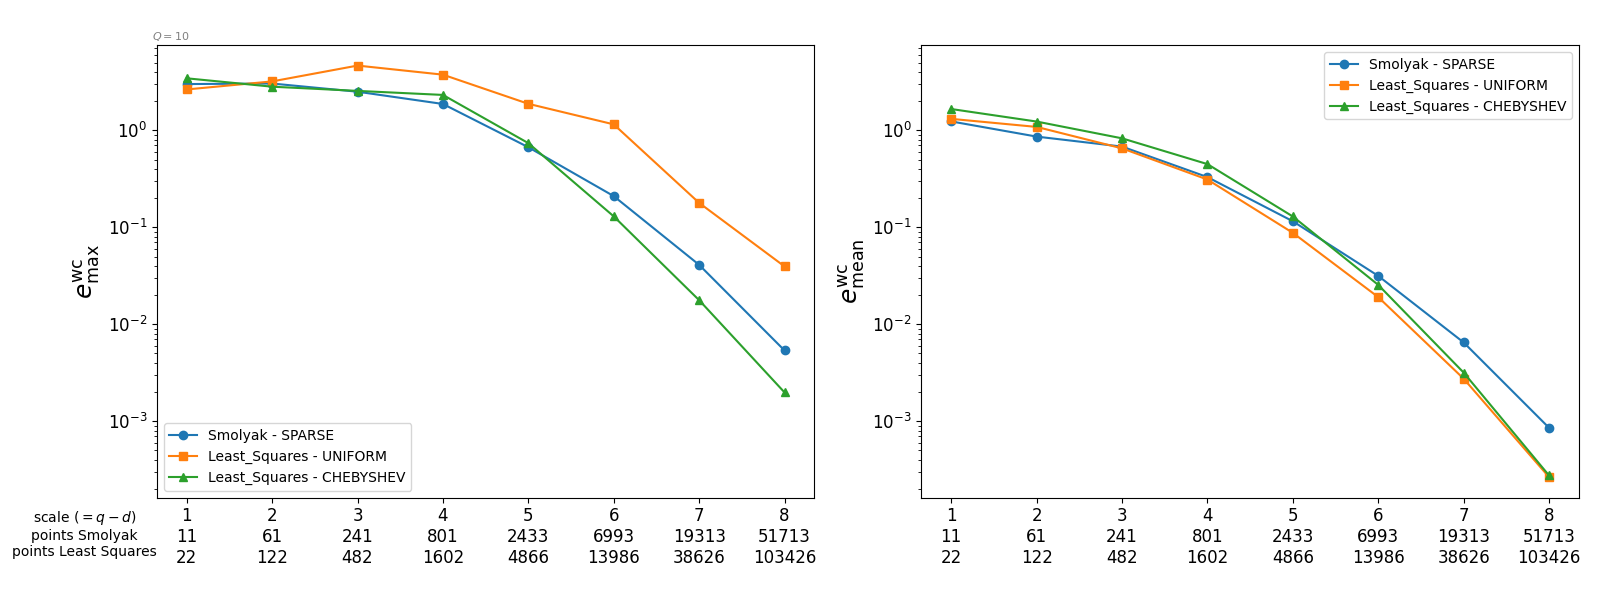 Q = 10
10⁰
10⁻¹
10⁻²
10⁻³
e^wc_max
Smolyak - SPARSE
Least_Squares - UNIFORM
Least_Squares - CHEBYSHEV
scale (= q − d) 1 2 3 4 5 6 7 8
points Smolyak 11 61 241 801 2433 6993 19313 51713
points Least Squares 22 122 482 1602 4866 13986 38626 103426
10⁰
10⁻¹
10⁻²
10⁻³
e^wc_mean
Smolyak - SPARSE
Least_Squares - UNIFORM
Least_Squares - CHEBYSHEV
1 2 3 4 5 6 7 8
11 61 241 801 2433 6993 19313 51713
22 122 482 1602 4866 13986 38626 103426